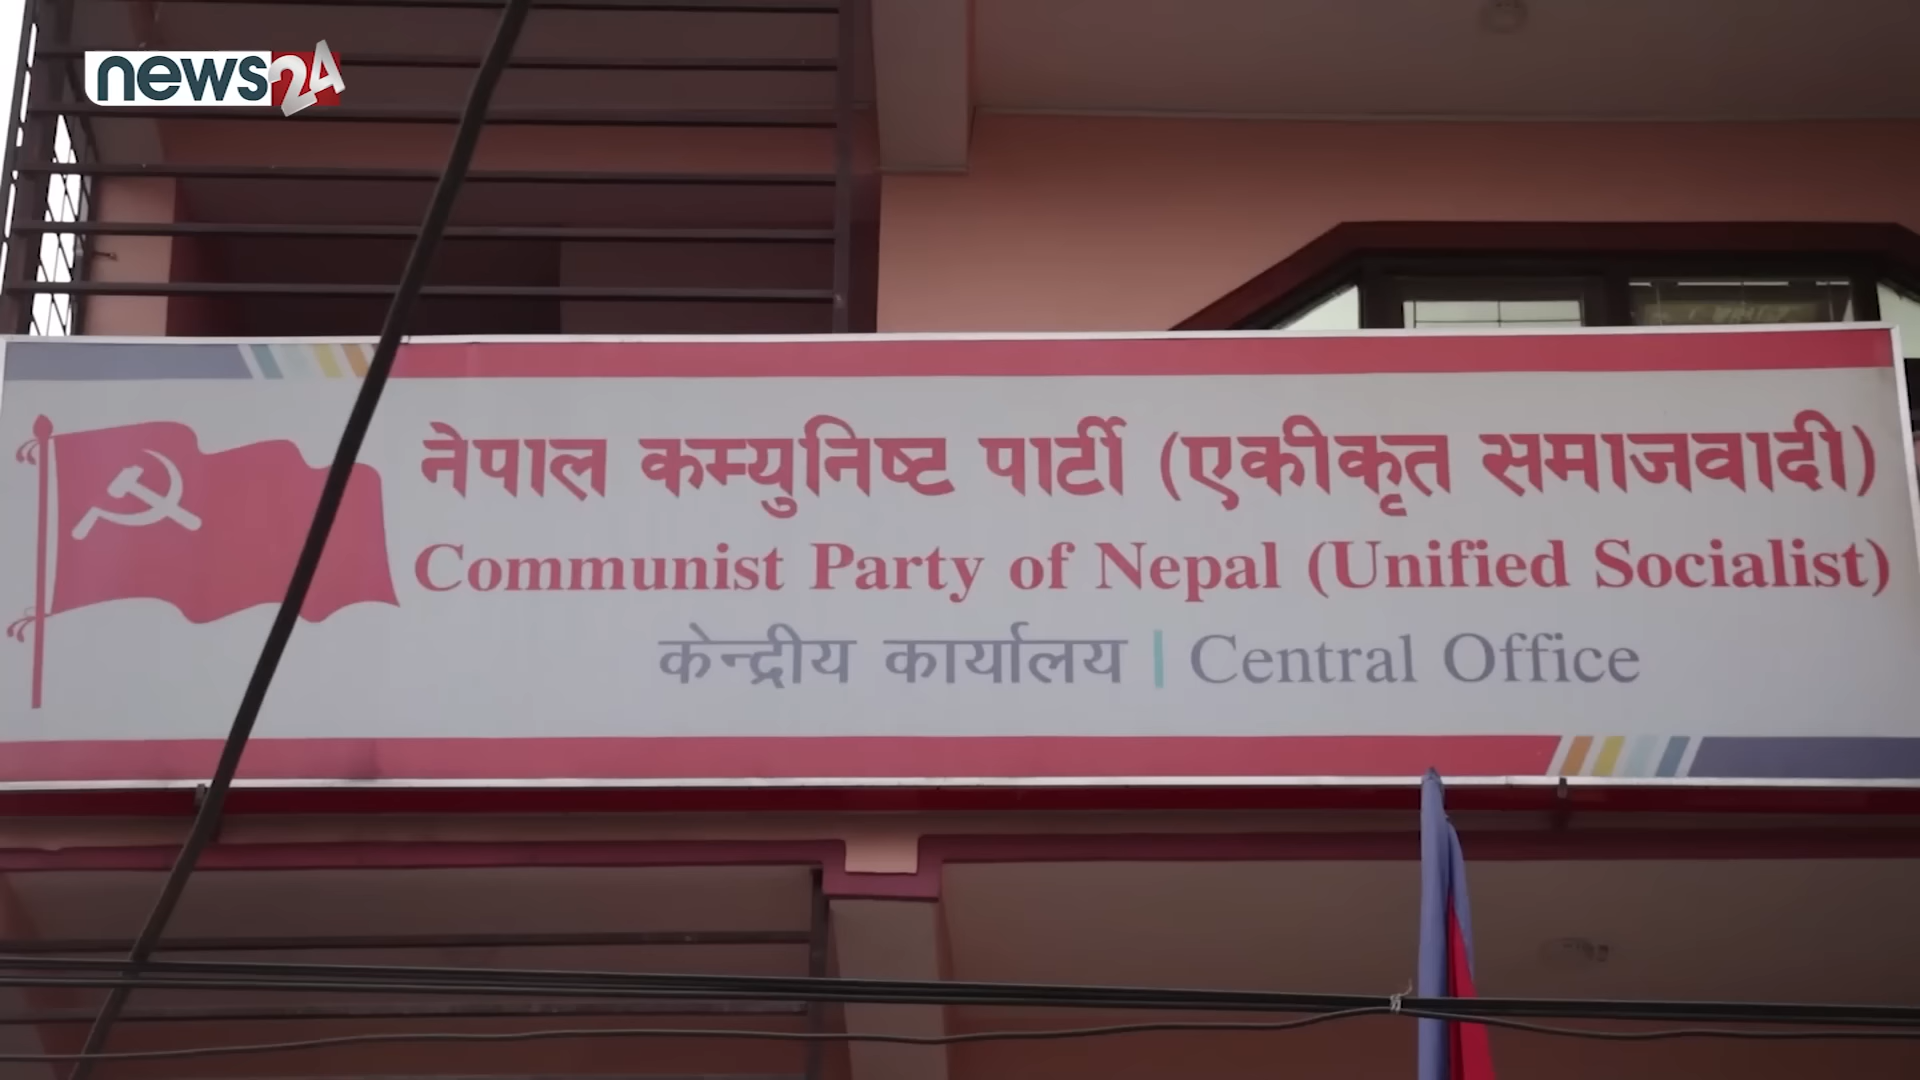 news24
नेपाल कम्युनिष्ट पार्टी (एकीकृत समाजवादी)
Communist Party of Nepal (Unified Socialist)
केन्द्रीय कार्यालय | Central Office